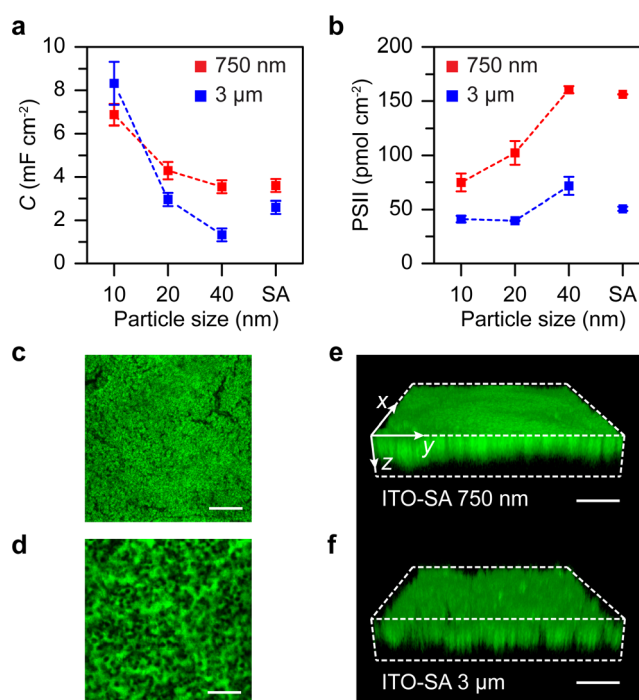 a
C (mF cm⁻²)
10
8
6
4
2
0
750 nm
3 µm
10 20 40 SA
Particle size (nm)
b
PSII (pmol cm⁻²)
200
150
100
50
0
750 nm
3 µm
10 20 40 SA
Particle size (nm)
c
d
e
x
y
z
ITO-SA 750 nm
f
ITO-SA 3 µm